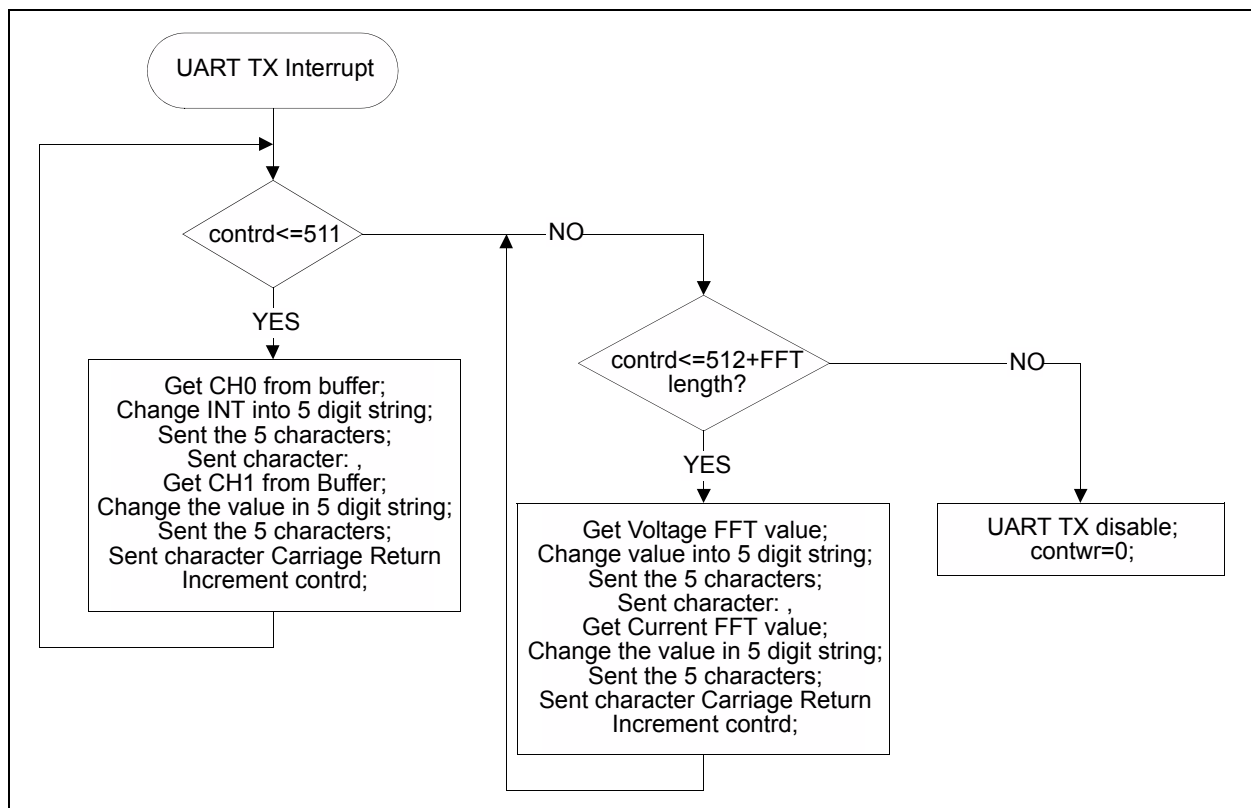 UART TX Interrupt
contrd<=511
NO
YES
Get CH0 from buffer;
Change INT into 5 digit string;
Sent the 5 characters;
Sent character: ,
Get CH1 from Buffer;
Change the value in 5 digit string;
Sent the 5 characters;
Sent character Carriage Return
Increment contrd;
contrd<=512+FFT
length?
NO
YES
Get Voltage FFT value;
Change value into 5 digit string;
Sent the 5 characters;
Sent character: ,
Get Current FFT value;
Change the value in 5 digit string;
Sent the 5 characters;
Sent character Carriage Return
Increment contrd;
UART TX disable;
contwr=0;